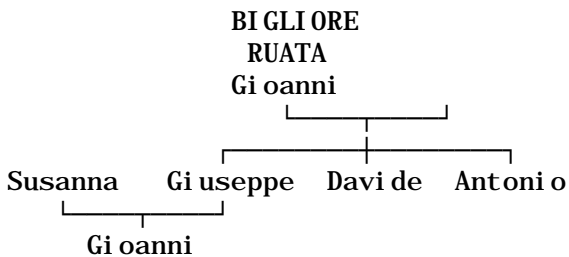 BIGLIORE
RUATA
Gioanni
Susanna Giuseppe Davide Antonio
Gioanni